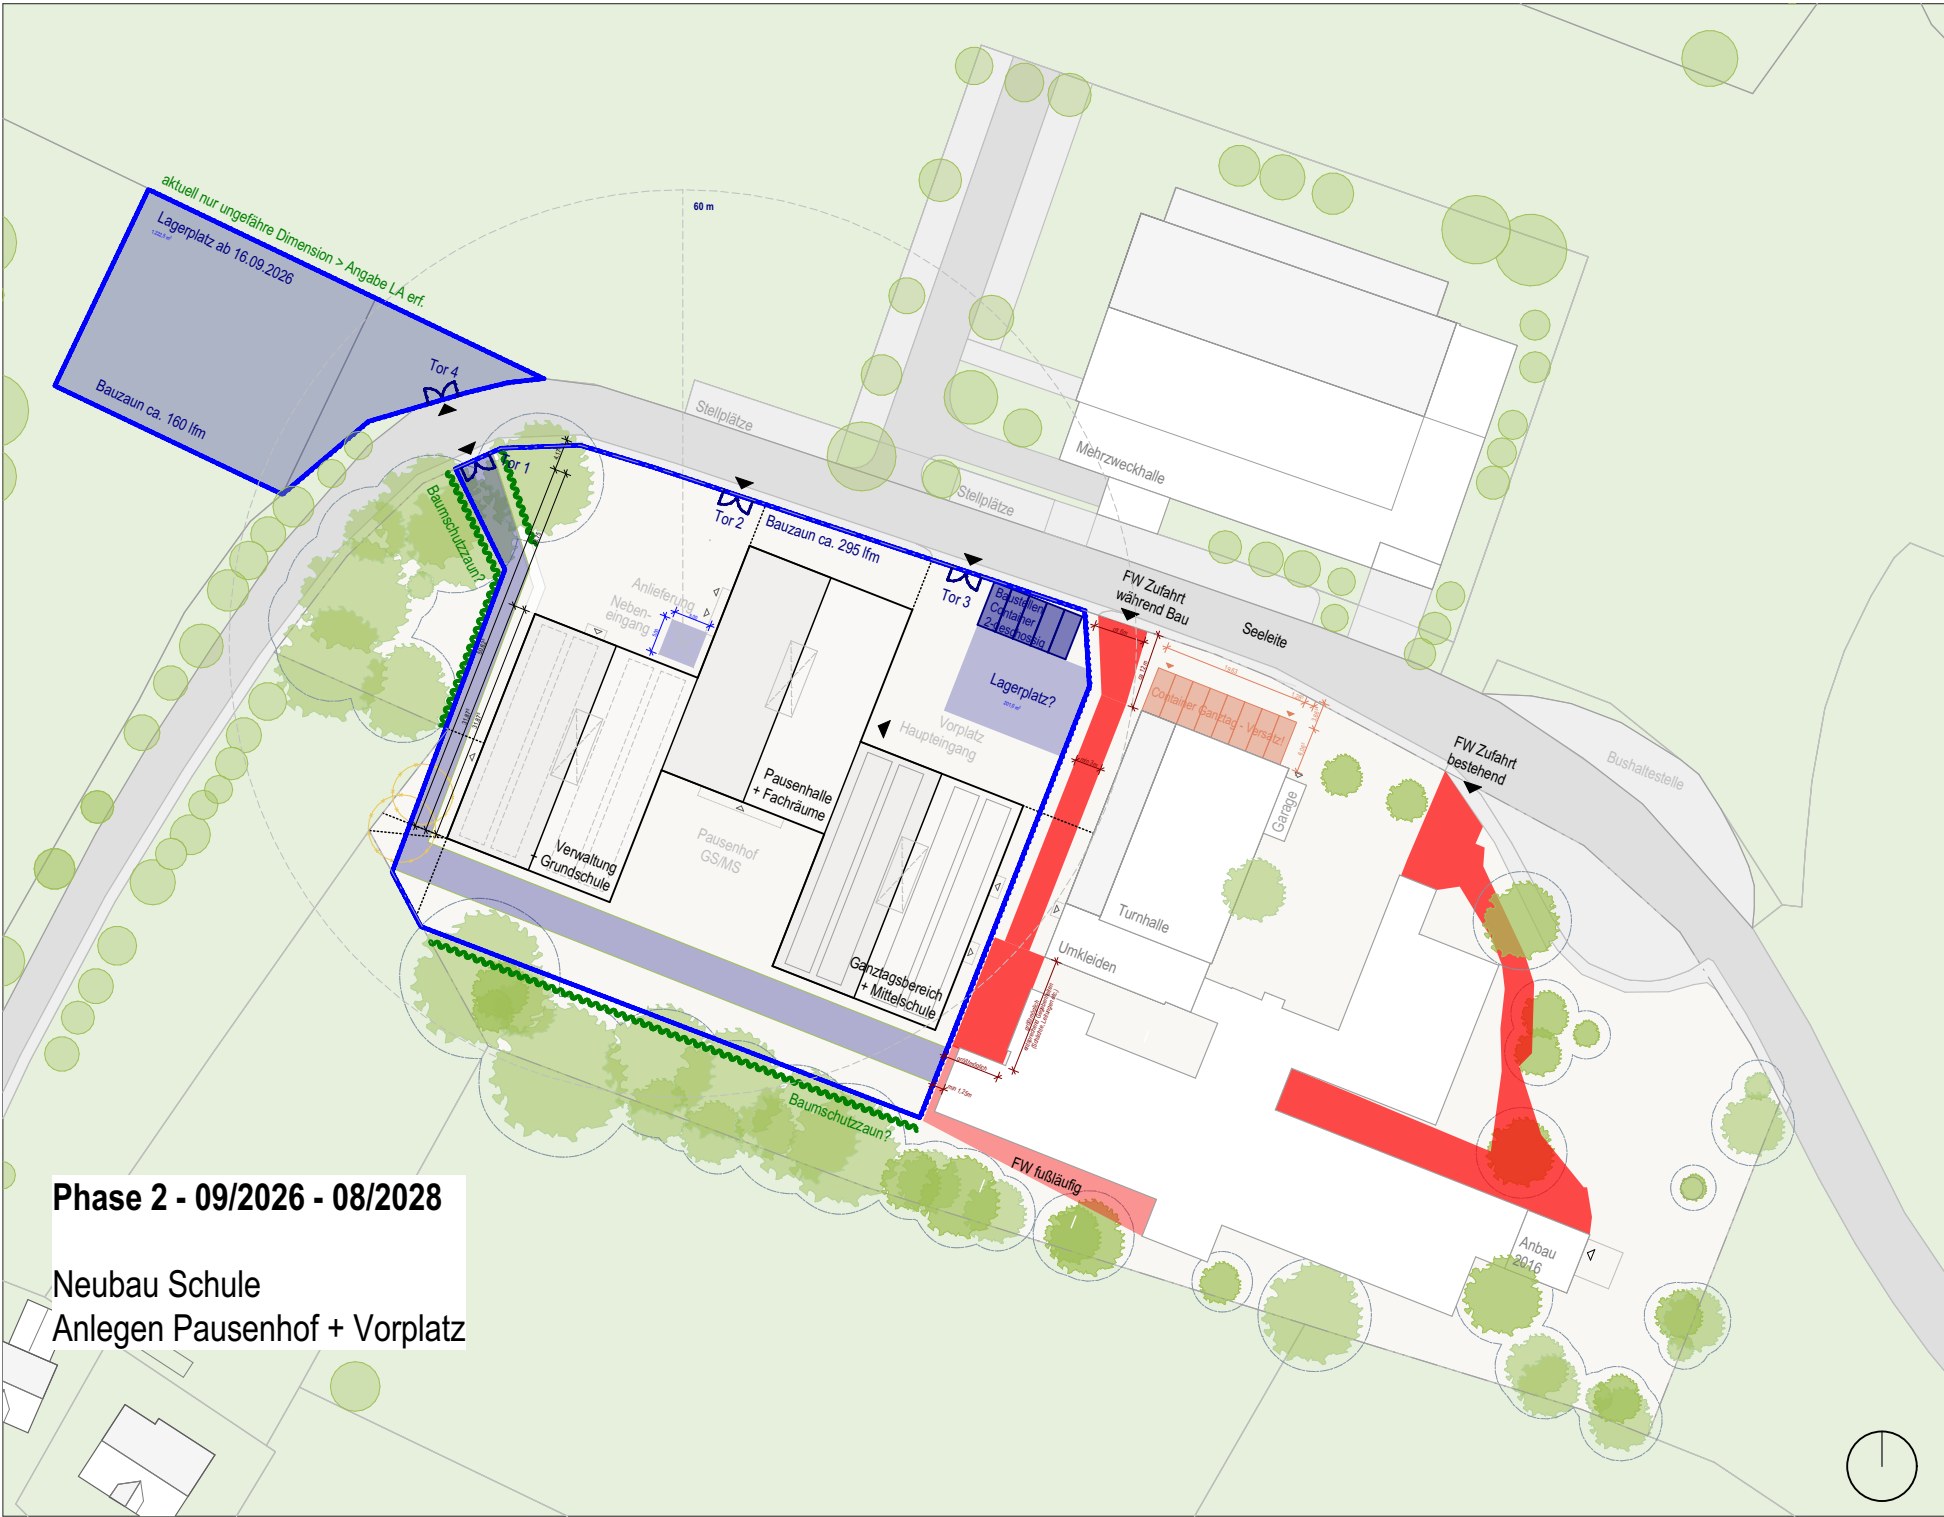 aktuell nur ungefähre Dimension > Angabe LA erf.
Lagerplatz ab 16.09.2026
Bauzaun ca. 160 lfm
Tor 4
60 m
Stellplätze
Stellplätze
Mehrzweckhalle
Tor 1
Baumschutzzaun?
Tor 2
Bauzaun ca. 295 lfm
Tor 3
Anlieferung
Neben-
eingang
Baustellen
Container
2-geschossig
Lagerplatz?
Vorplatz
Haupteingang
FW Zufahrt
während Bau
Seeleite
Container Ganztag - Versatz!
FW Zufahrt
bestehend
Bushaltestelle
Garage
Pausenhalle
+ Fachräume
Pausenhof
GS/MS
Verwaltung
+ Grundschule
Ganztagsbereich
+ Mittelschule
Turnhalle
Umkleiden
Baumschutzzaun?
FW fußläufig
min 1.25m
Anbau
2016
Phase 2 - 09/2026 - 08/2028
Neubau Schule
Anlegen Pausenhof + Vorplatz